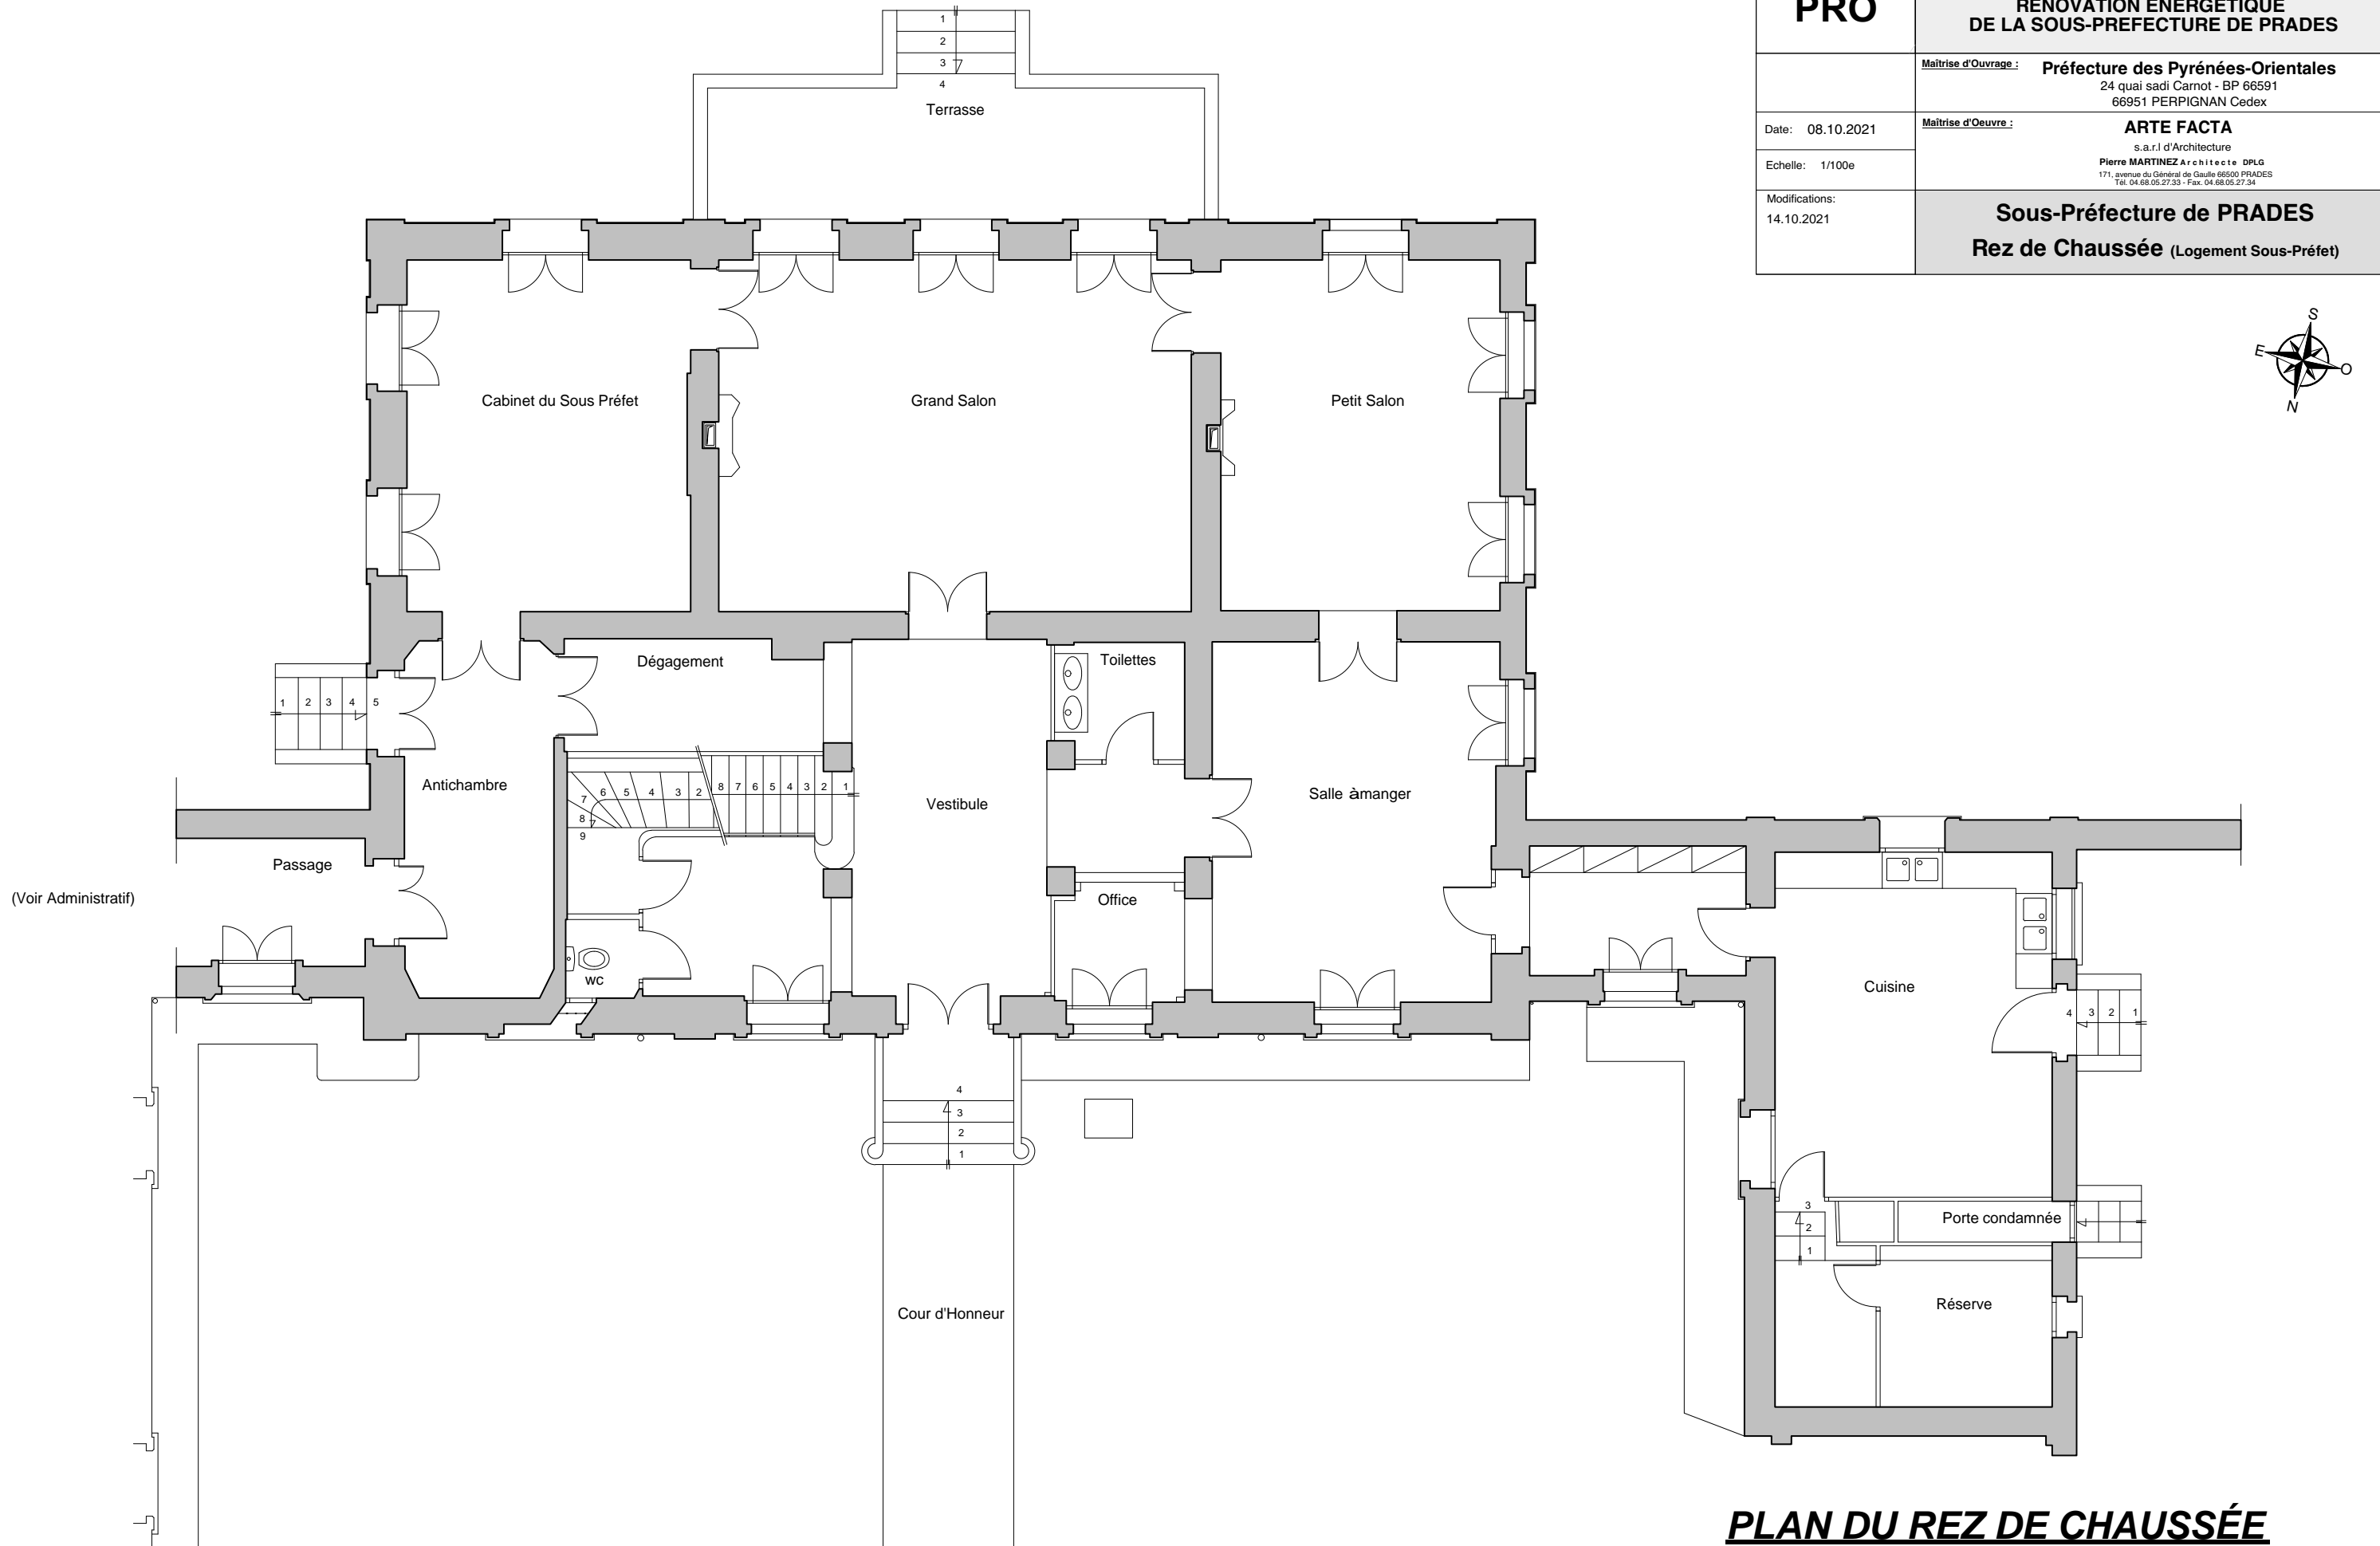 PRO
RENOVATION ENERGETIQUE
DE LA SOUS-PREFECTURE DE PRADES
Maîtrise d'Ouvrage :
Préfecture des Pyrénées-Orientales
24 quai sadi Carnot - BP 66591
66951 PERPIGNAN Cedex
Date: 08.10.2021
Maîtrise d'Oeuvre :
ARTE FACTA
s.a.r.l d'Architecture
Pierre MARTINEZ Architecte DPLG
171, avenue du Général de Gaulle 66500 PRADES
Tél. 04.68.05.27.33 - Fax. 04.68.05.27.34
Echelle: 1/100e
Modifications:
14.10.2021
Sous-Préfecture de PRADES
Rez de Chaussée (Logement Sous-Préfet)
S
E
O
N
1
2
3
4
Terrasse
Cabinet du Sous Préfet
Grand Salon
Petit Salon
Dégagement
Toilettes
1 2 3 4 5
Antichambre
6 5 4 3 2
7
8
9
8 7 6 5 4 3 2 1
Vestibule
Salle àmanger
Passage
(Voir Administratif)
Office
WC
Cuisine
4 3 2 1
4
3
2
1
3
2
1
Porte condamnée
Réserve
Cour d'Honneur
PLAN DU REZ DE CHAUSSÉE